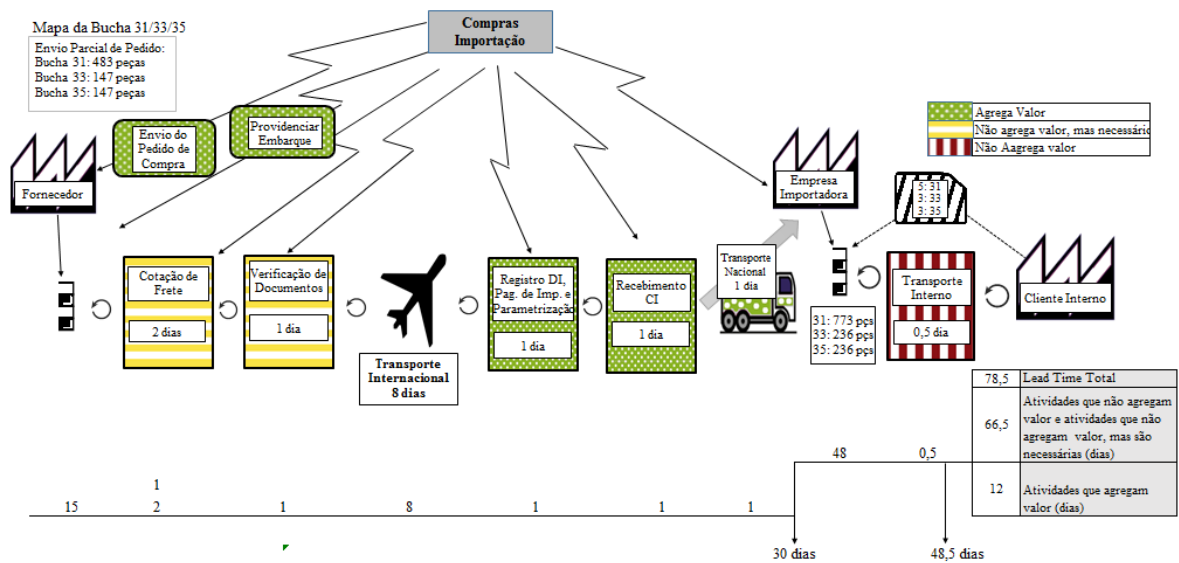 Compras
Importação
Mapa da Bucha 31/33/35
Envio Parcial de Pedido:
Bucha 31: 483 peças
Bucha 33: 147 peças
Bucha 35: 147 peças
Envio do
Pedido de
Compra
Providenciar
Embarque
Agrega Valor
Não agrega valor, mas necessário
Não Aagrega valor
Fornecedor
Empresa
Importadora
5: 31
3: 33
3: 35
Cotação de
Frete
2 dias
Verificação de
Documentos
1 dia
Transporte
Internacional
8 dias
Registro DI,
Pag. de Imp. e
Parametrização
1 dia
Recebimento
CI
1 dia
Transporte
Nacional
1 dia
31: 773 pçs
33: 236 pçs
35: 236 pçs
Transporte
Interno
0,5 dia
Cliente Interno
78,5 Lead Time Total
66,5 Atividades que não agregam
valor e atividades que não
agregam valor, mas são
necessárias (dias)
12 Atividades que agregam
valor (dias)
48 0,5
1
15 2 1 8 1 1 1
30 dias 48,5 dias